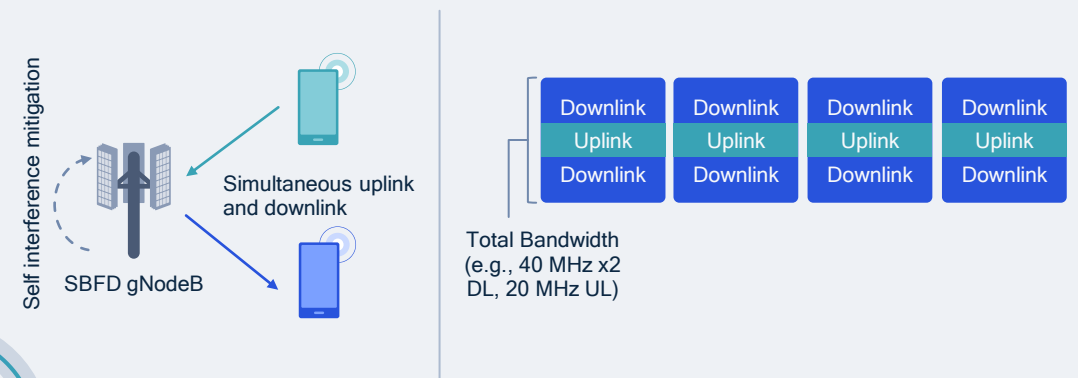 Self interference mitigation
SBFD gNodeB
Simultaneous uplink
and downlink
Downlink Downlink Downlink Downlink
Uplink Uplink Uplink Uplink
Downlink Downlink Downlink Downlink
Total Bandwidth
(e.g., 40 MHz x2
DL, 20 MHz UL)